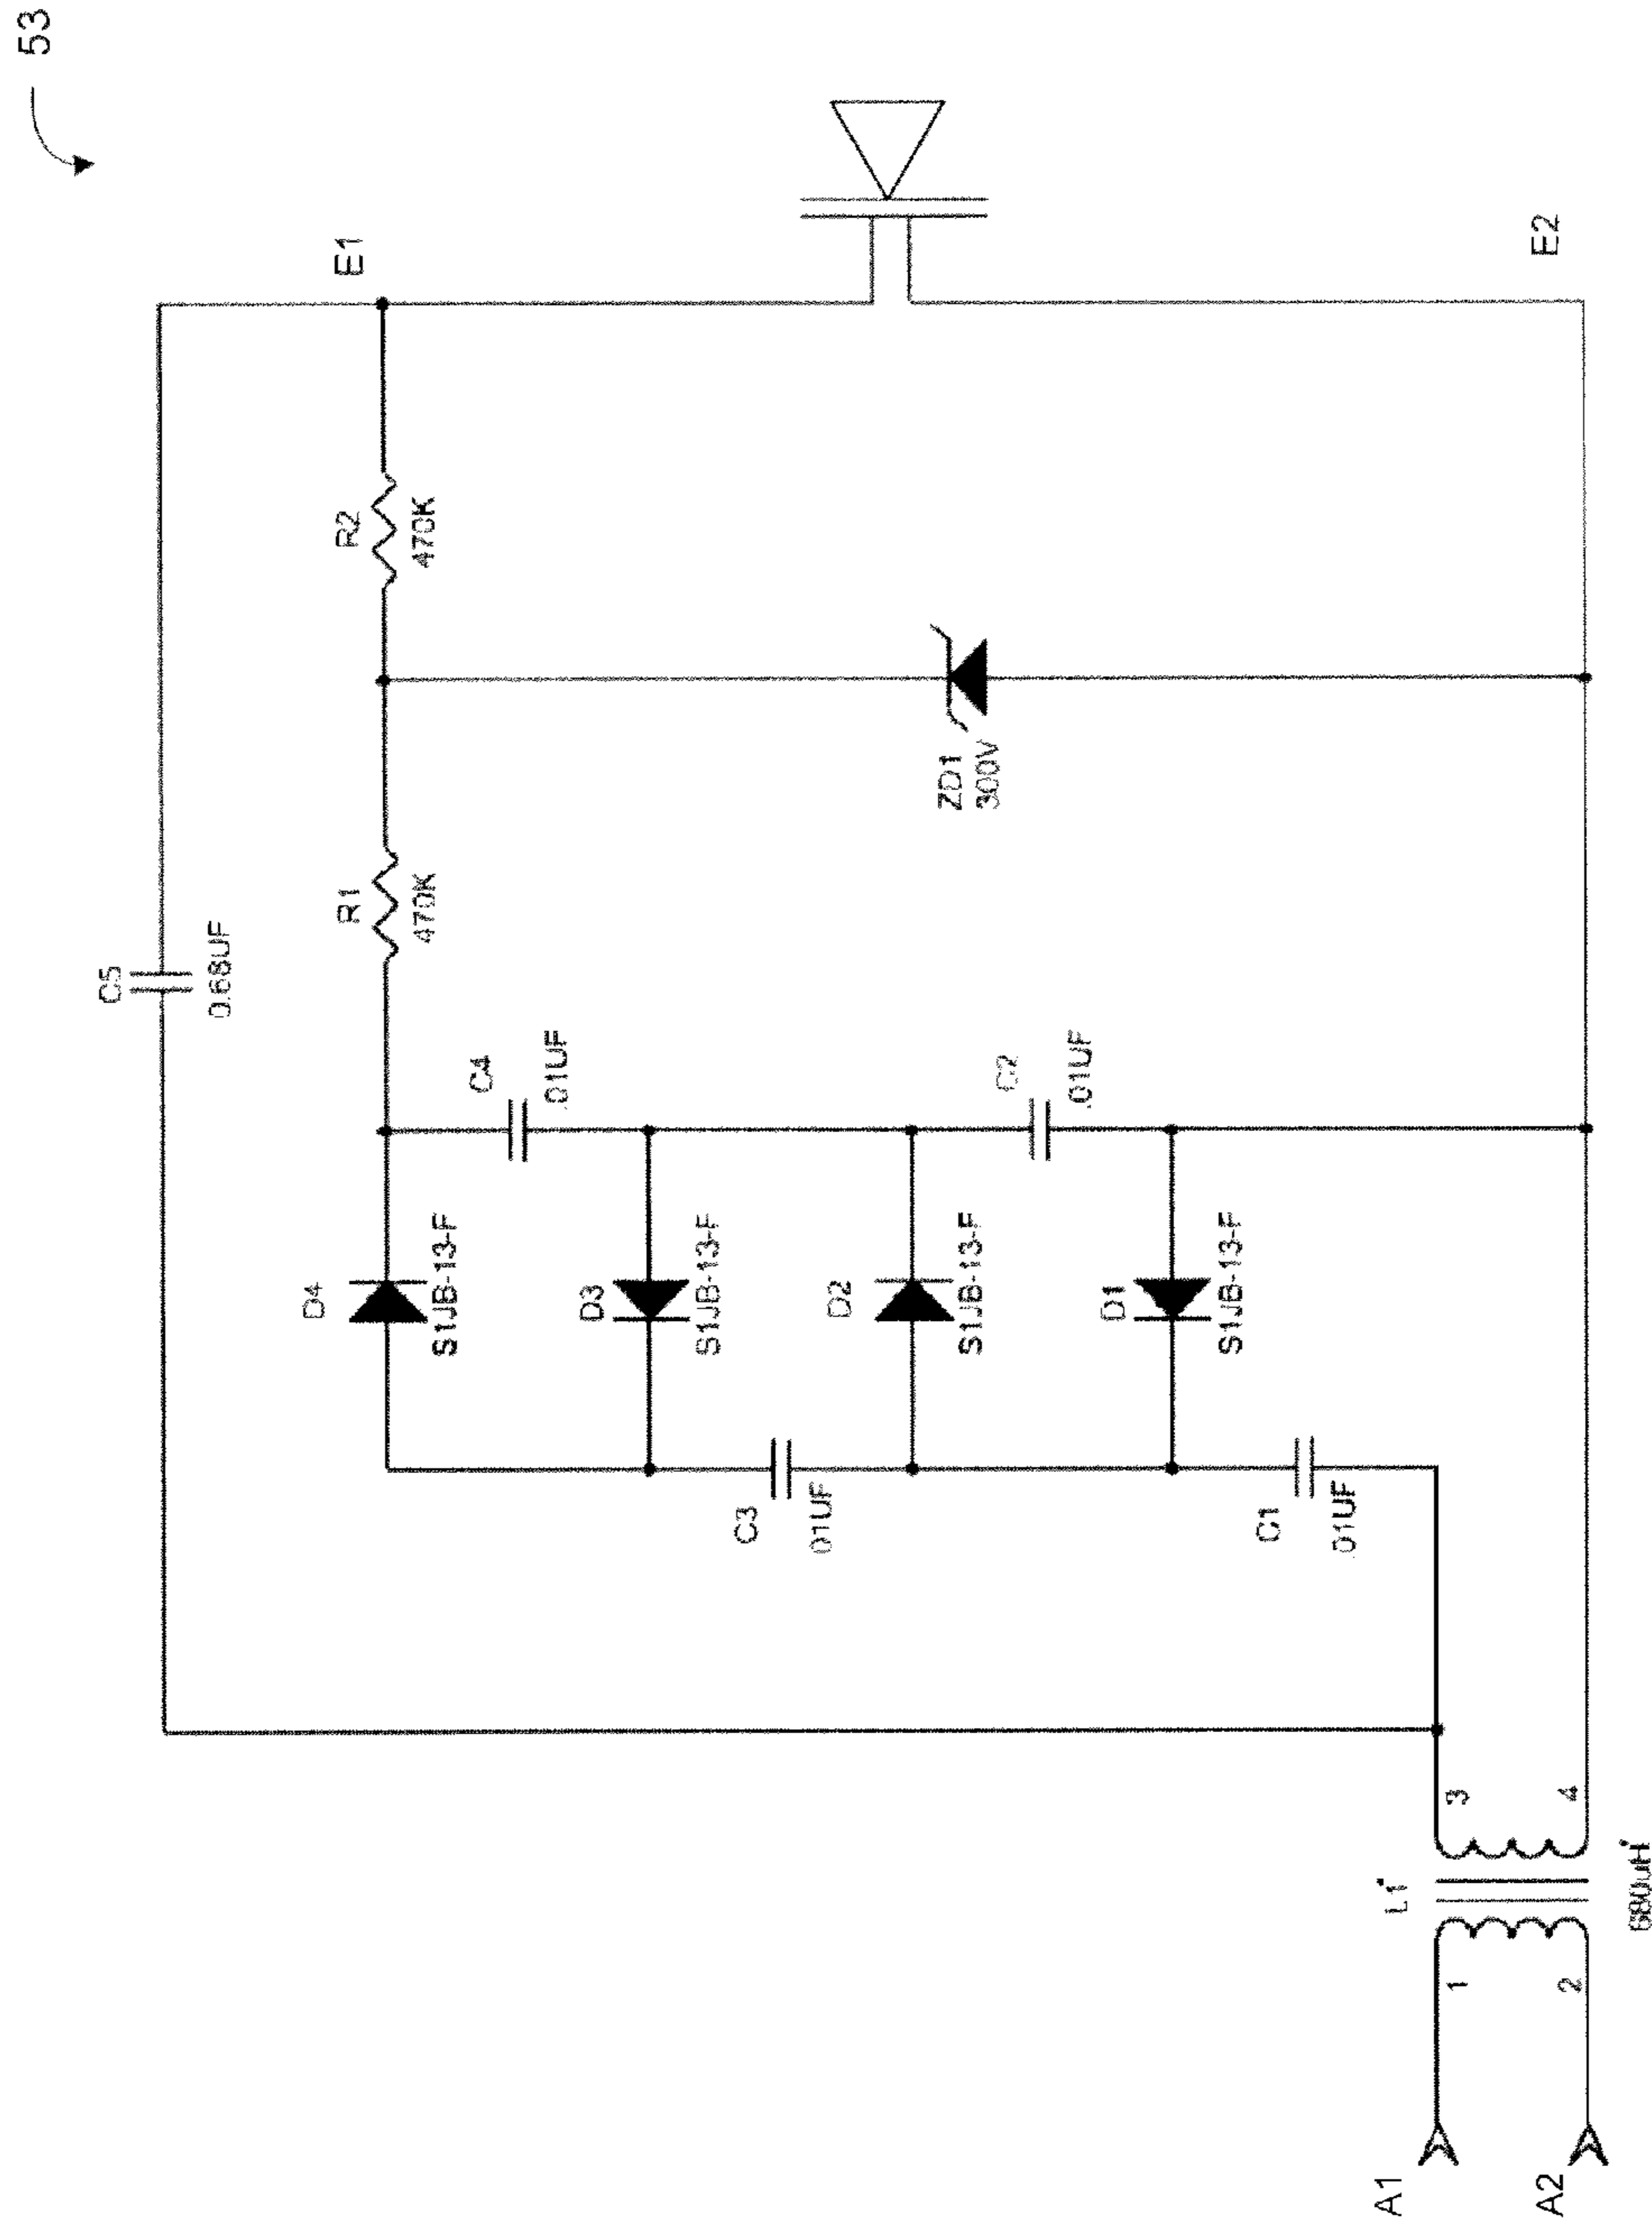 53
E1
E2
C5
0.68UF
R2
470K
R1
470K
ZD1
300V
C4
.01UF
C2
.01UF
D4
S1JB-13-F
D3
S1JB-13-F
D2
S1JB-13-F
D1
S1JB-13-F
C3
.01UF
C1
.01UF
3
4
L1*
680uH*
1
2
A1
A2